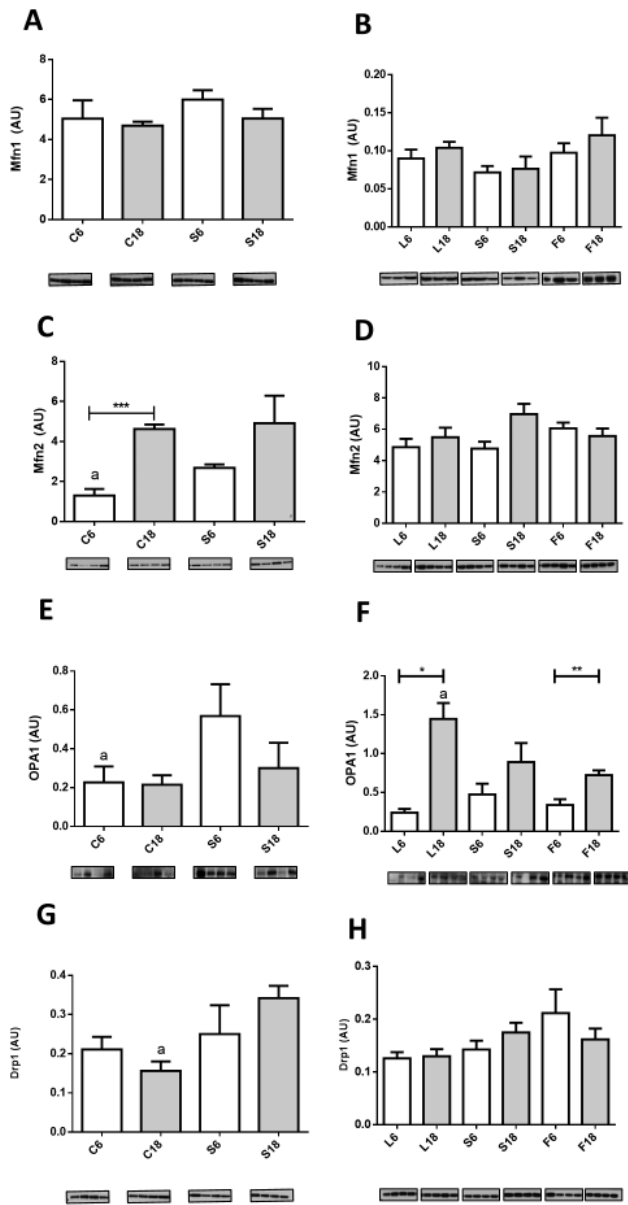 A
Mfn1 (AU)
8
6
4
2
0
C6 C18 S6 S18
B
Mfn1 (AU)
0.20
0.15
0.10
0.05
0.00
L6 L18 S6 S18 F6 F18
C
Mfn2 (AU)
8
6
4
2
0
***
a
C6 C18 S6 S18
D
Mfn2 (AU)
10
8
6
4
2
0
L6 L18 S6 S18 F6 F18
E
OPA1 (AU)
0.8
0.6
0.4
0.2
0.0
a
C6 C18 S6 S18
F
OPA1 (AU)
2.0
1.5
1.0
0.5
0.0
* **
a
L6 L18 S6 S18 F6 F18
G
Drp1 (AU)
0.4
0.3
0.2
0.1
0.0
a
C6 C18 S6 S18
H
Drp1 (AU)
0.3
0.2
0.1
0.0
L6 L18 S6 S18 F6 F18